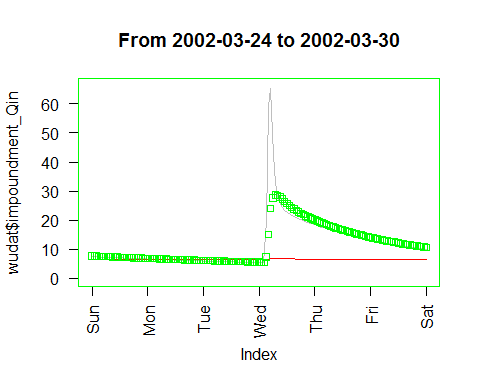 From 2002-03-24 to 2002-03-30
wudat$impoundment_Qin
60
50
40
30
20
10
0
Sun
Mon
Tue
Wed
Thu
Fri
Sat
Index